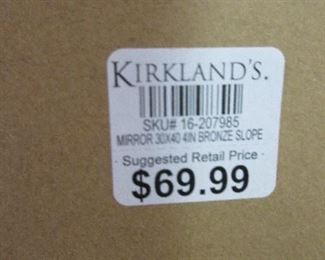 KIRKLAND'S.
SKU# 16-207985
MIRROR 30X40 4IN BRONZE SLOPE
· Suggested Retail Price ·
$69.99